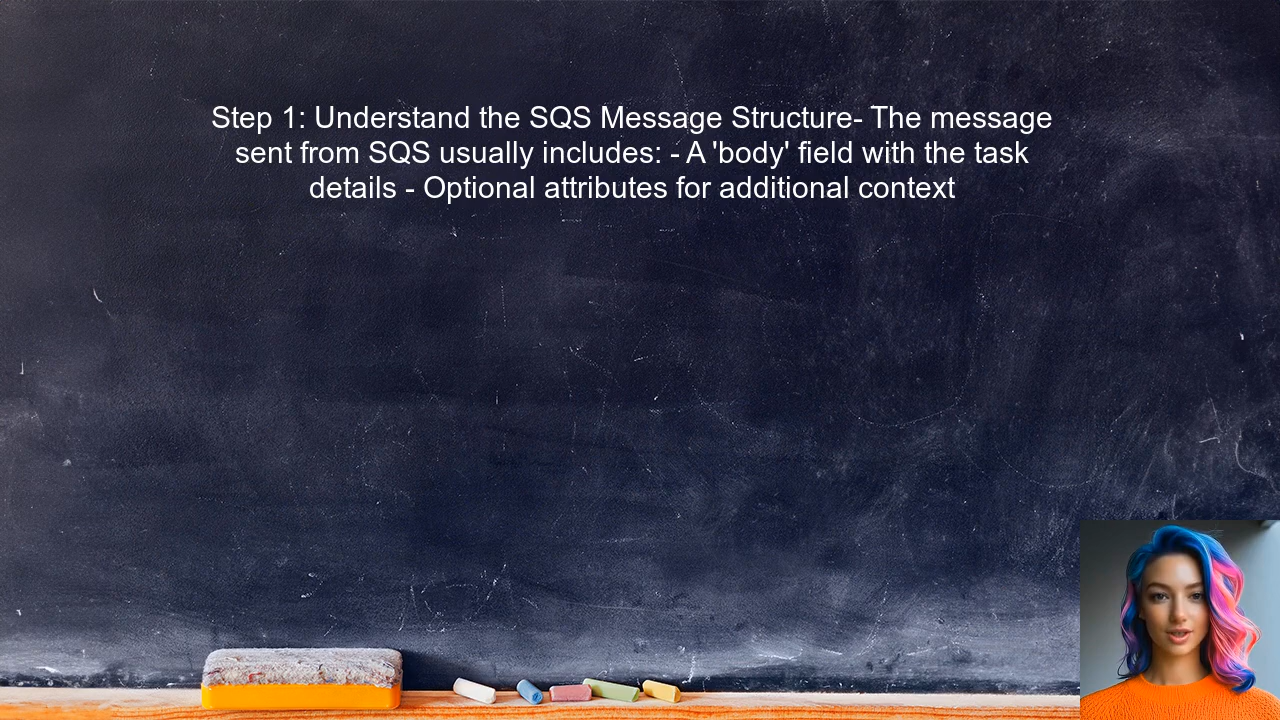 Step 1: Understand the SQS Message Structure- The message
sent from SQS usually includes: - A 'body' field with the task
details - Optional attributes for additional context